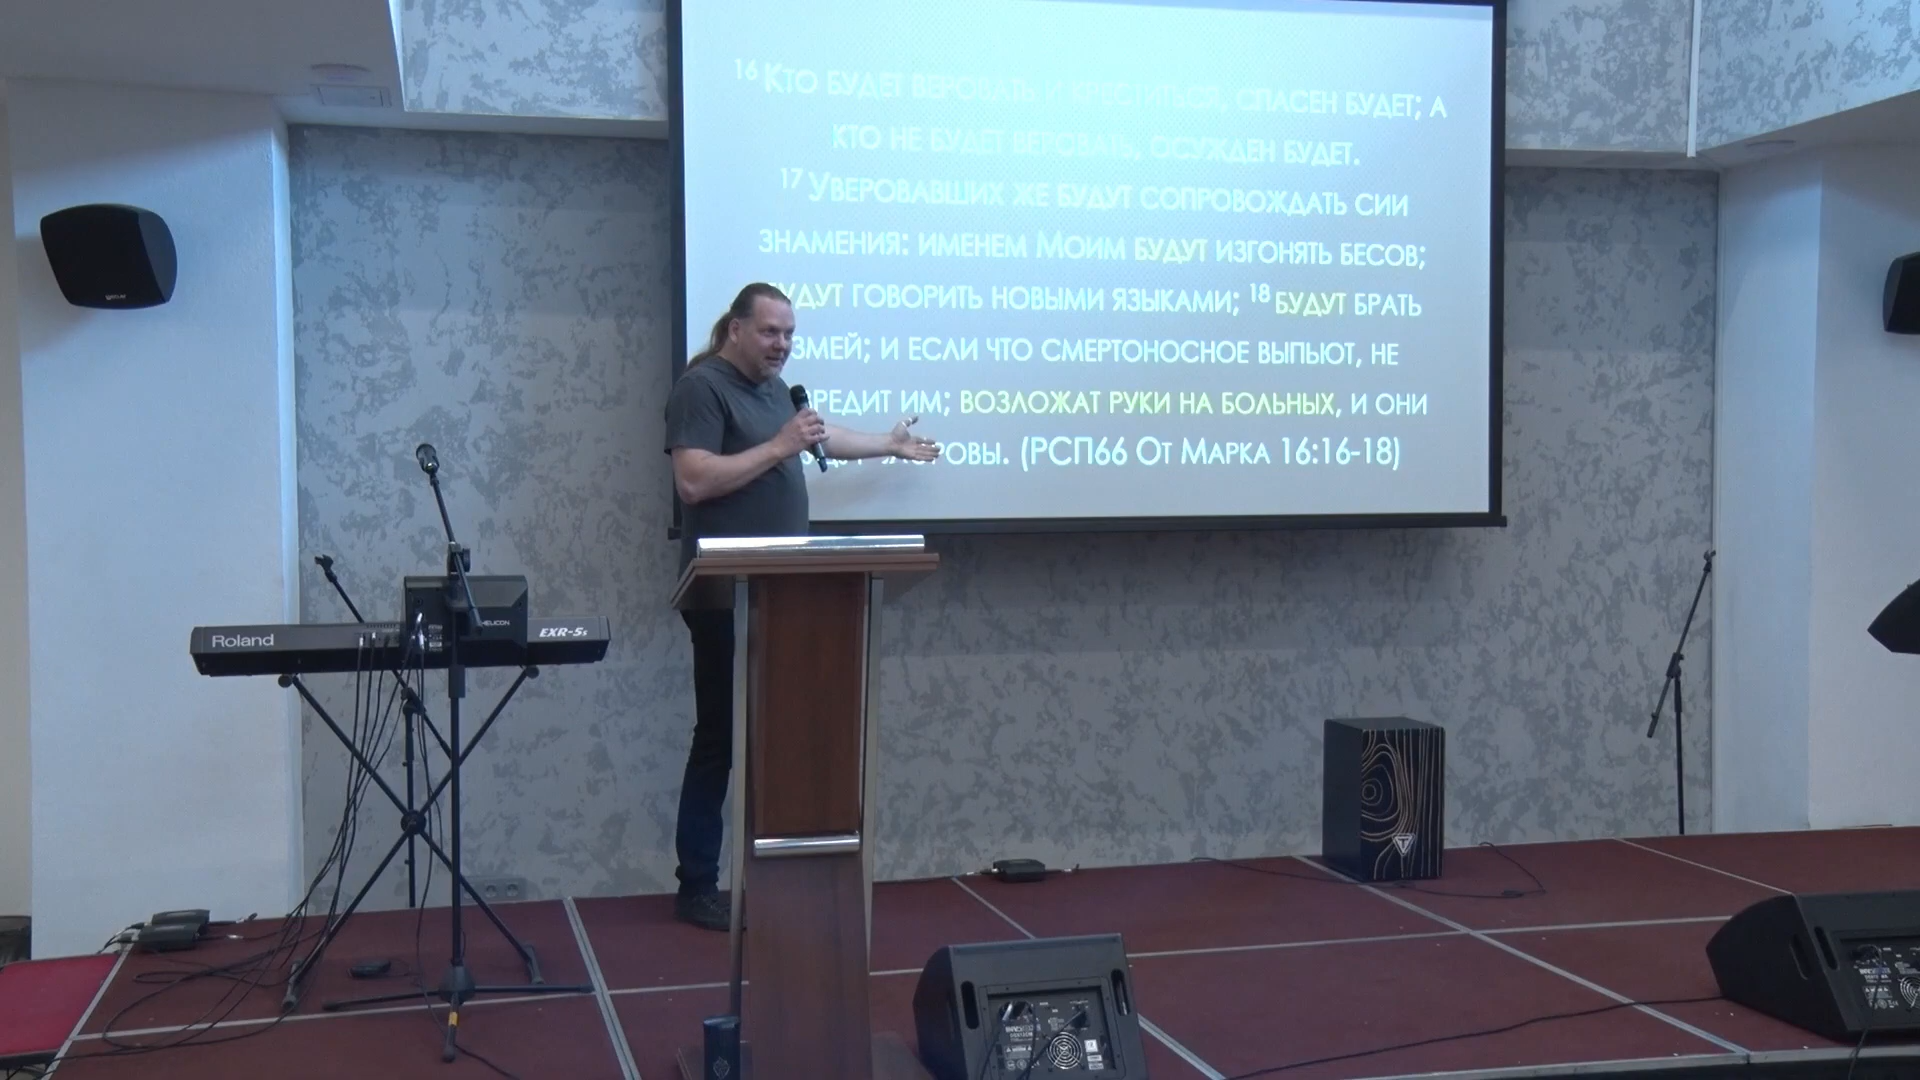 16 Кто будет веровать и креститься, спасен будет; а
кто не будет веровать, осужден будет.
17 Уверовавших же будут сопровождать сии
знамения: именем Моим будут изгонять бесов;
будут говорить новыми языками; 18 будут брать
змей; и если что смертоносное выпьют, не
вредит им; возложат руки на больных, и они
здоровы. (РСП66 От Марка 16:16-18)
Roland
HELICON
EXR-5s